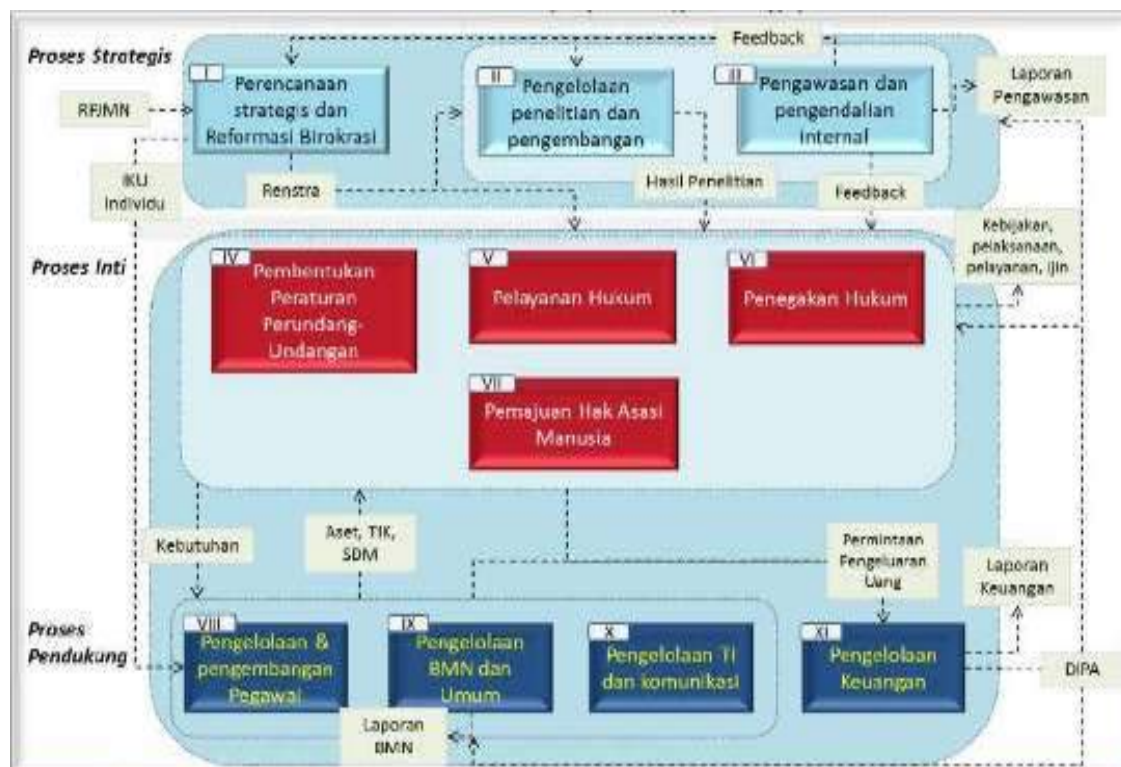 Proses Strategis
Feedback
I
Perencanaan
strategis dan
Reformasi Birokrasi
II
Pengelolaan
penelitian dan
pengembangan
III
Pengawasan dan
pengendalian
internal
Laporan
Pengawasan
RPJMN
IKU
Individu
Renstra
Hasil Penelitian
Feedback
Kebijakan,
pelaksanaan,
pelayanan, ijin
Proses Inti
IV
Pembentukan
Peraturan
Perundang-
Undangan
V
Pelayanan Hukum
VI
Penegakan Hukum
VII
Pemajuan Hak Asasi
Manusia
Kebutuhan
Aset, TIK,
SDM
Permintaan
Pengeluaran
Uang
Laporan
Keuangan
Proses
Pendukung
VIII
Pengelolaan &
pengembangan
Pegawai
IX
Pengelolaan
BMN dan
Umum
X
Pengelolaan TI
dan komunikasi
XI
Pengelolaan
Keuangan
DIPA
Laporan
BMN